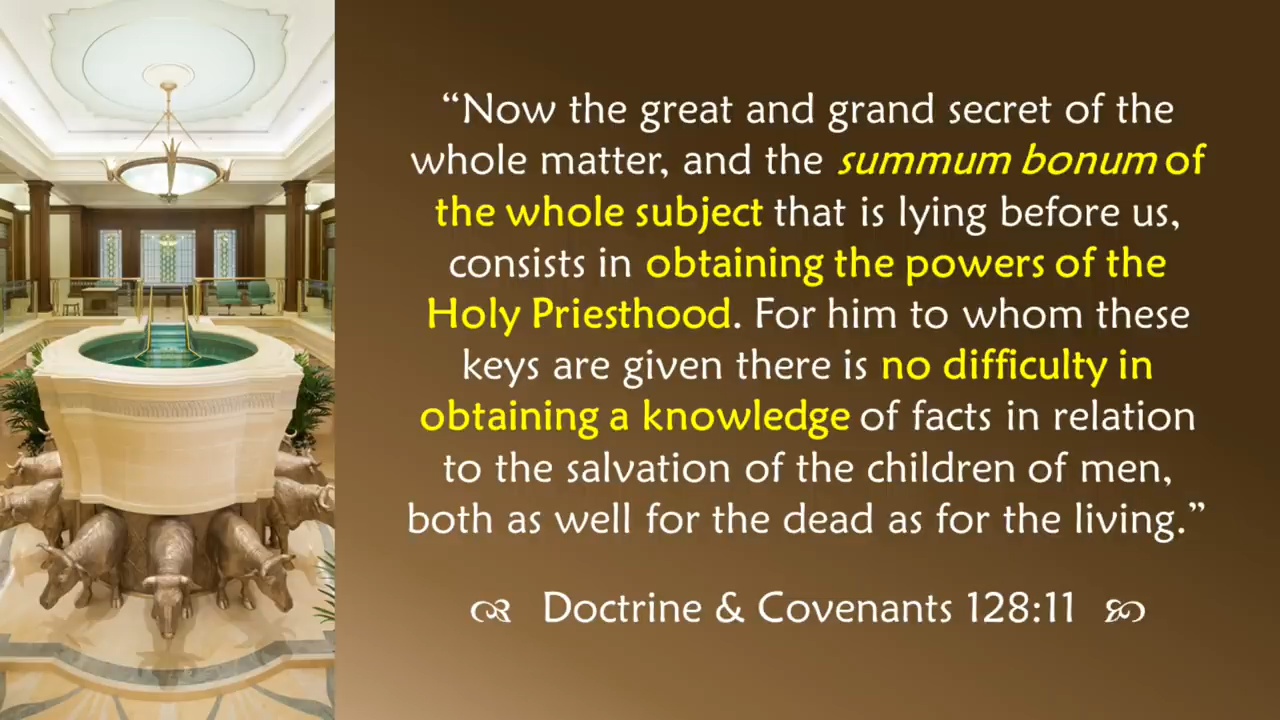 “Now the great and grand secret of the
whole matter, and the summum bonum of
the whole subject that is lying before us,
consists in obtaining the powers of the
Holy Priesthood. For him to whom these
keys are given there is no difficulty in
obtaining a knowledge of facts in relation
to the salvation of the children of men,
both as well for the dead as for the living.”
Doctrine & Covenants 128:11